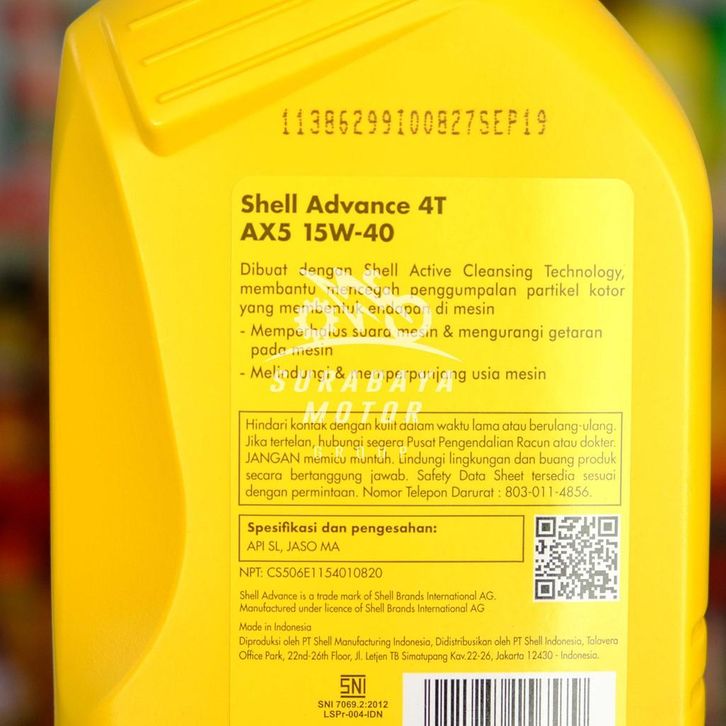 11386299I00827SEP19
Shell Advance 4T
AX5 15W-40
Dibuat dengan Shell Active Cleansing Technology,
membantu mencegah penggumpalan partikel kotor
yang membentuk endapan di mesin
- Memperhalus suara mesin & mengurangi getaran
pada mesin
- Melindungi & memperpanjang usia mesin
SURABAYA
MOTOR
GROUP
Hindari kontak dengan kulit dalam waktu lama atau berulang-ulang.
Jika tertelan, hubungi segera Pusat Pengendalian Racun atau dokter.
JANGAN memicu muntah. Lindungi lingkungan dan buang produk
secara bertanggung jawab. Safety Data Sheet tersedia sesuai
dengan permintaan. Nomor Telepon Darurat : 803-011-4856.
Spesifikasi dan pengesahan:
API SL, JASO MA
NPT: CS506E1154010820
Shell Advance is a trade mark of Shell Brands International AG.
Manufactured under licence of Shell Brands International AG
Made in Indonesia
Diproduksi oleh PT Shell Manufacturing Indonesia, Didistribusikan oleh PT Shell Indonesia, Talavera
Office Park, 22nd-26th Floor, Jl. Letjen TB Simatupang Kav.22-26, Jakarta 12430 - Indonesia.
SNI
SNI 7069.2:2012
LSPr-004-IDN